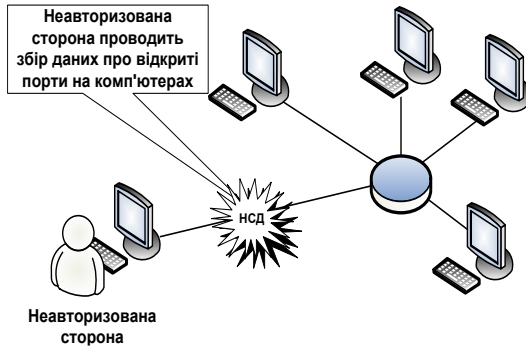 Неавторизована
сторона проводить
збір даних про відкриті
порти на комп'ютерах
НСД
Неавторизована
сторона